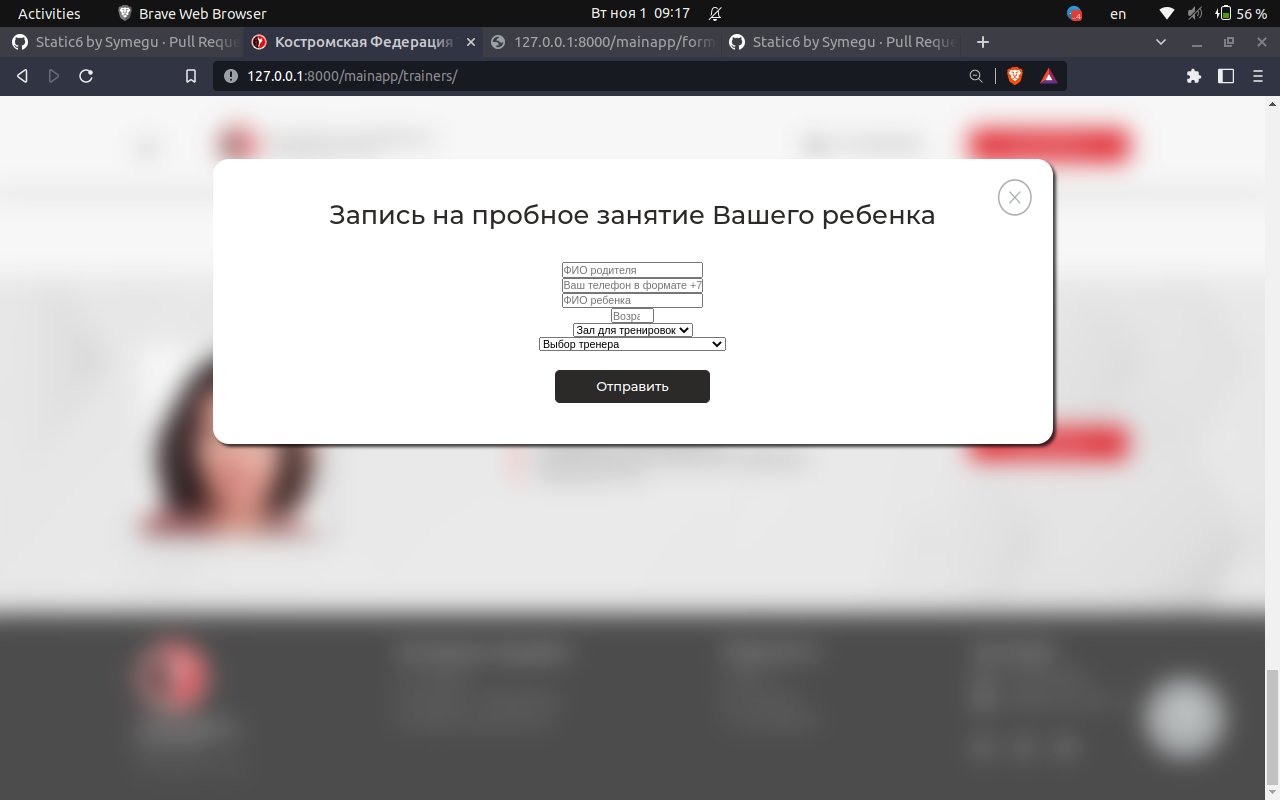 Activities
Brave Web Browser
Вт ноя 1 09:17
en
56 %
Static6 by Symegu · Pull Reque
Костромская Федерация
127.0.0.1:8000/mainapp/form
Static6 by Symegu · Pull Reque
127.0.0.1:8000/mainapp/trainers/
Запись на пробное занятие Вашего ребенка
ФИО родителя
Ваш телефон в формате +7
ФИО ребенка
Возра
Зал для тренировок
Выбор тренера
Отправить